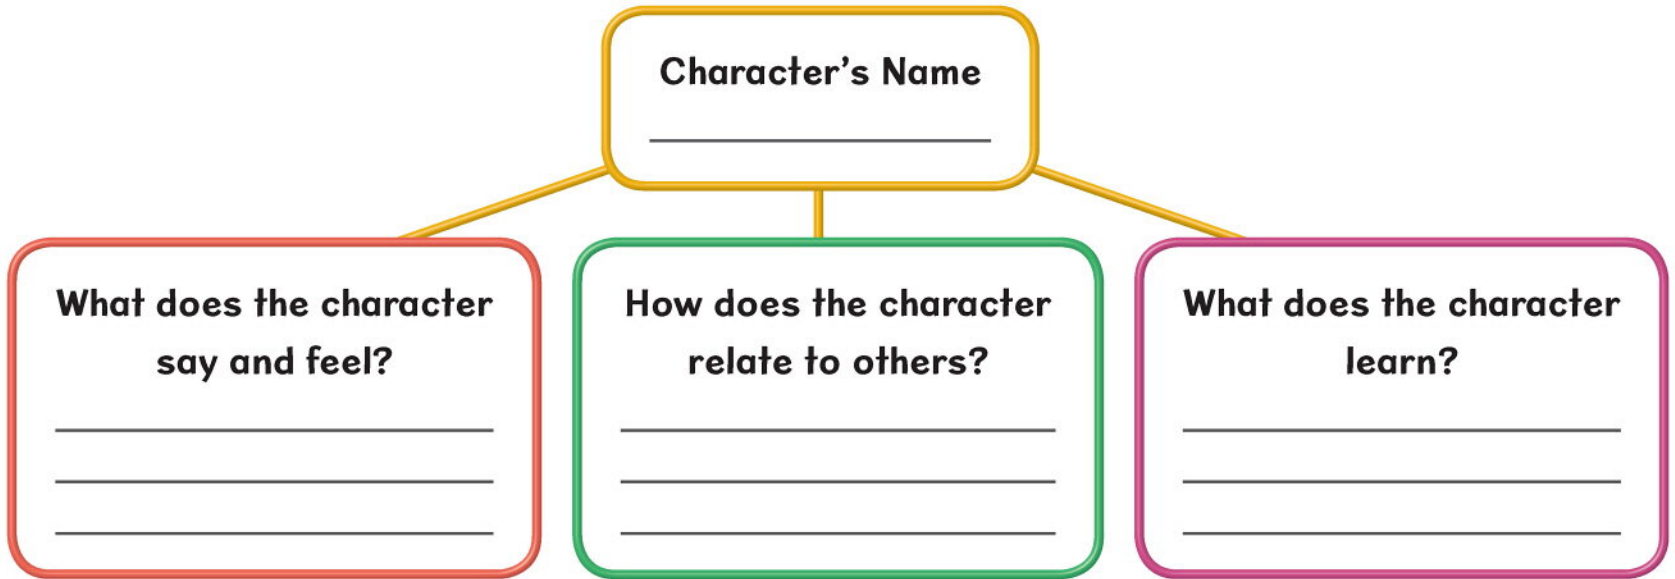 Character’s Name
What does the character
say and feel?
How does the character
relate to others?
What does the character
learn?